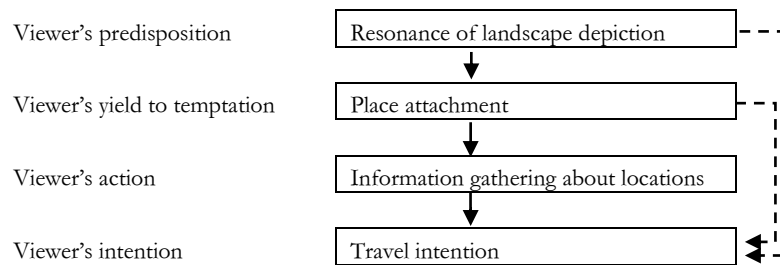 Viewer's predisposition
Resonance of landscape depiction
Viewer's yield to temptation
Place attachment
Viewer's action
Information gathering about locations
Viewer's intention
Travel intention